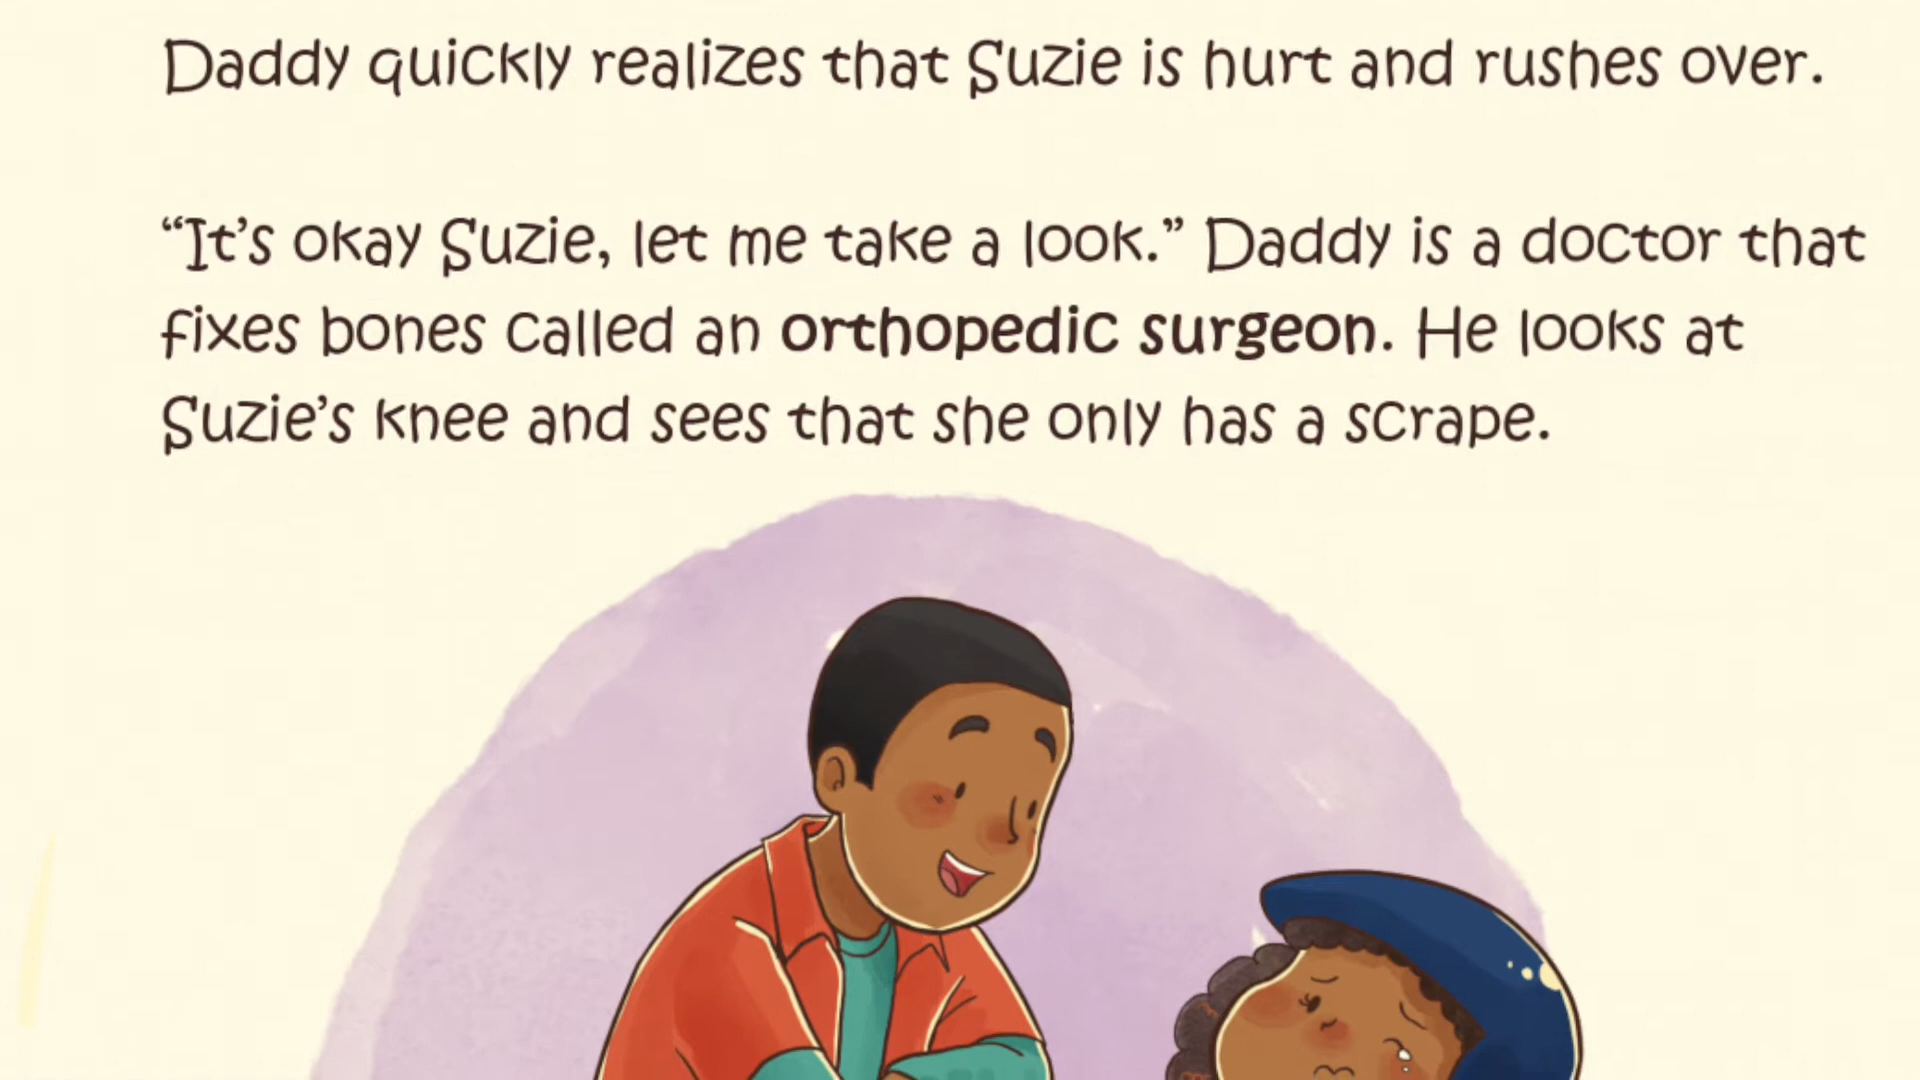 Daddy quickly realizes that Suzie is hurt and rushes over.
“It’s okay Suzie, let me take a look.” Daddy is a doctor that
fixes bones called an orthopedic surgeon. He looks at
Suzie’s knee and sees that she only has a scrape.